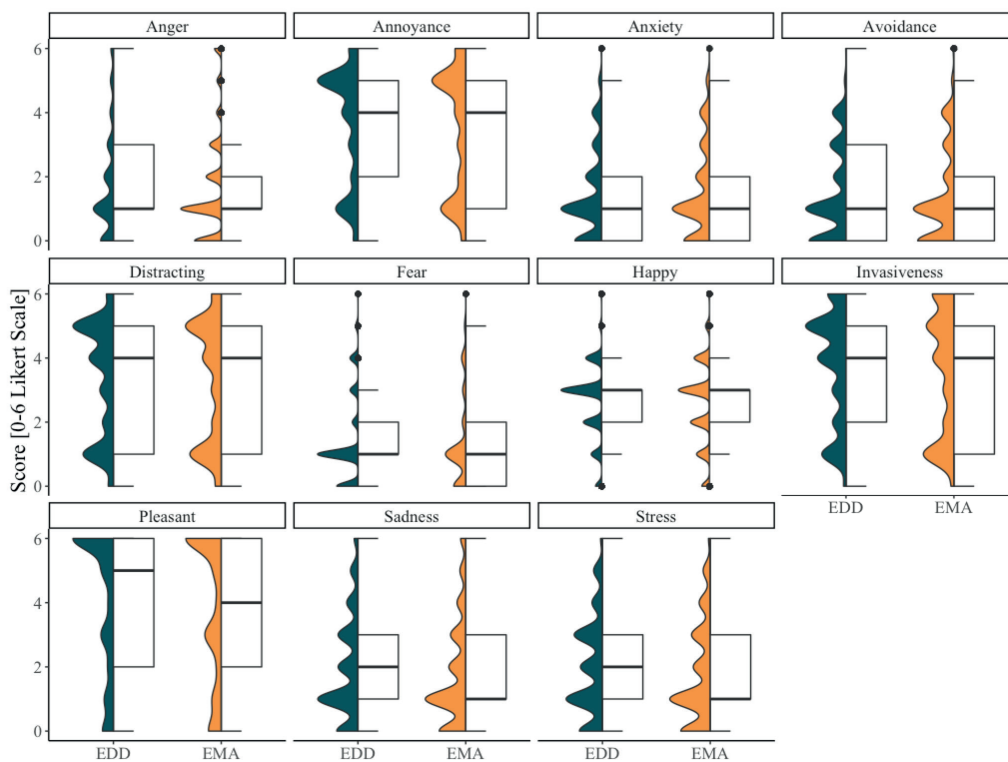 Anger Annoyance Anxiety Avoidance
6
4
2
0
Distracting Fear Happy Invasiveness
6
4
2
0
Score [0-6 Likert Scale]
EDD EMA
Pleasant Sadness Stress
6
4
2
0
EDD EMA EDD EMA EDD EMA